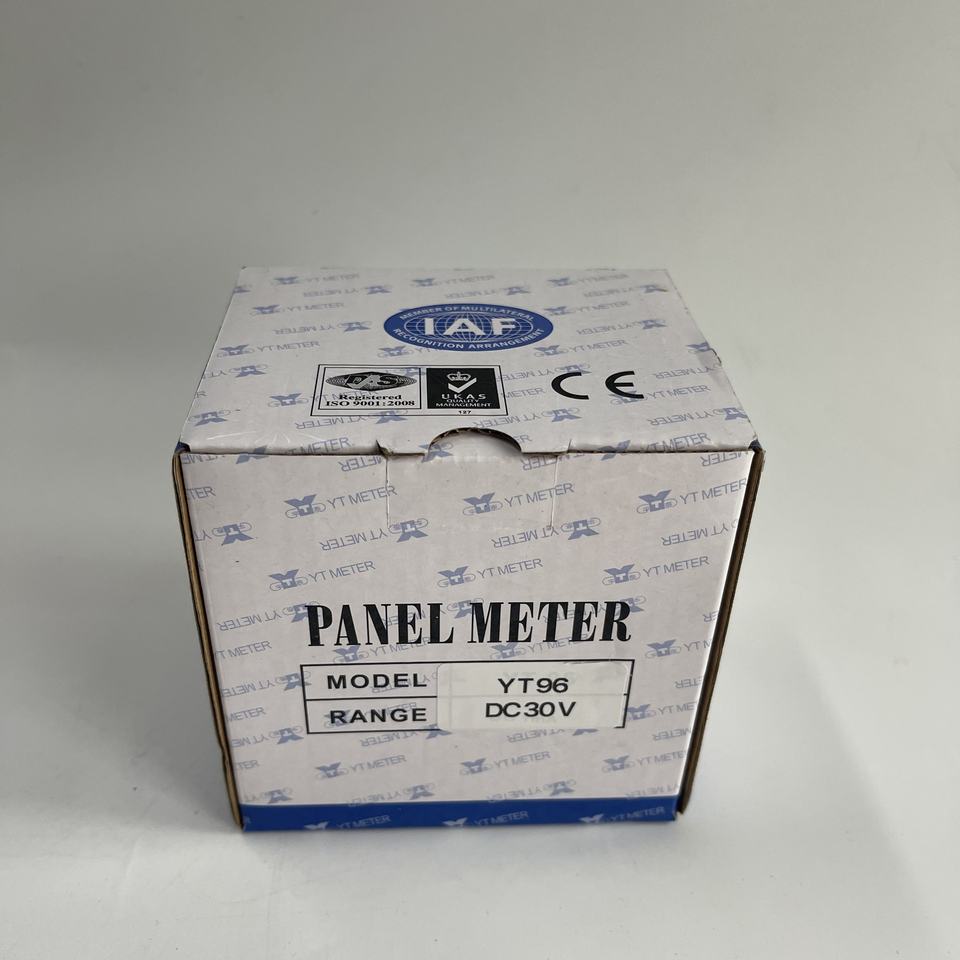 MEMBER OF MULTILATERAL
IAF
RECOGNITION ARRANGEMENT
Registered
ISO 9001:2008
UKAS
QUALITY
MANAGEMENT
127
CE
YT METER
PANEL METER
MODEL YT96
RANGE DC30V